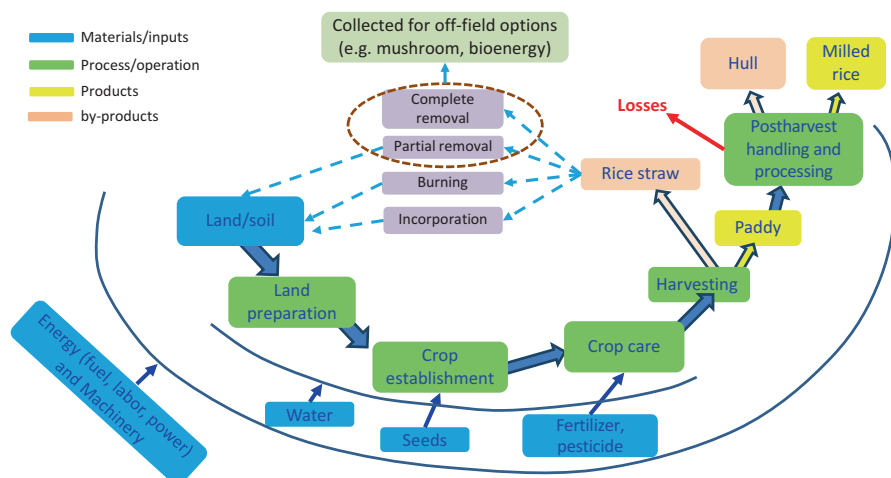 Materials/inputs
Process/operation
Products
by-products
Collected for off-field options
(e.g. mushroom, bioenergy)
Complete
removal
Partial removal
Burning
Incorporation
Rice straw
Losses
Hull
Milled
rice
Postharvest
handling and
processing
Paddy
Harvesting
Land/soil
Land
preparation
Crop
establishment
Crop care
Energy (fuel, labor, power)
and Machinery
Water
Seeds
Fertilizer,
pesticide